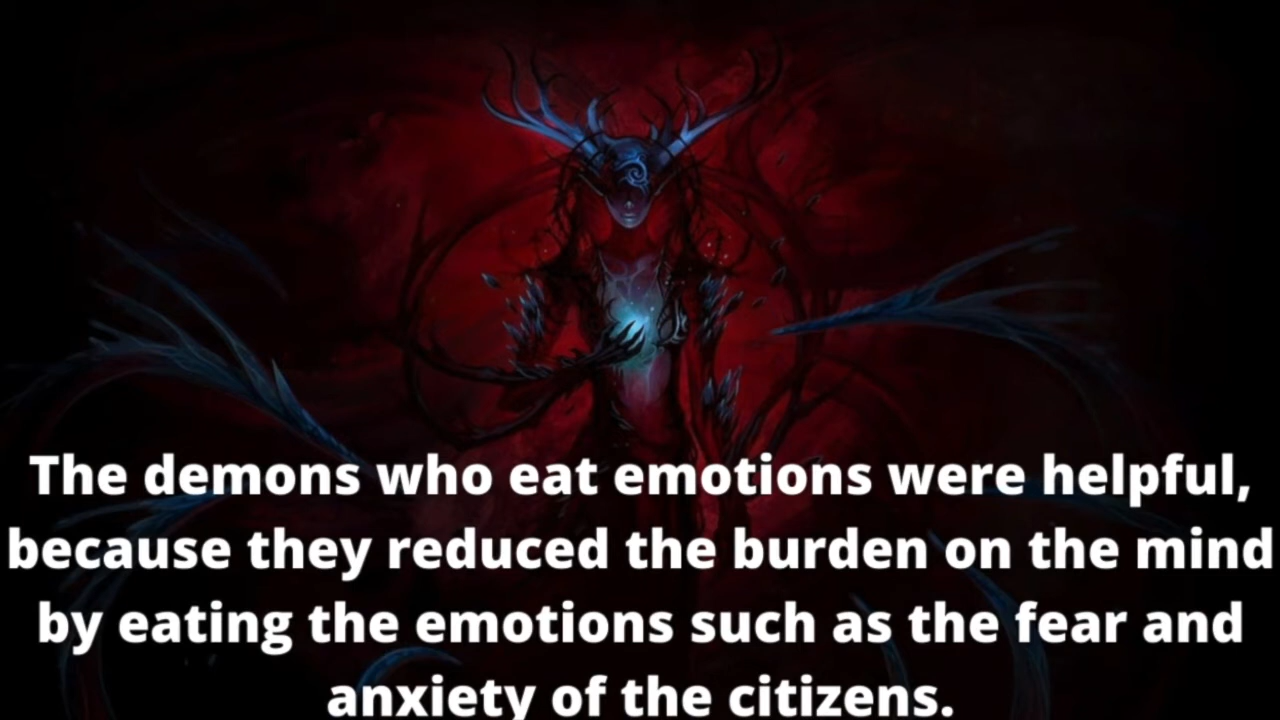 The demons who eat emotions were helpful,
because they reduced the burden on the mind
by eating the emotions such as the fear and
anxiety of the citizens.